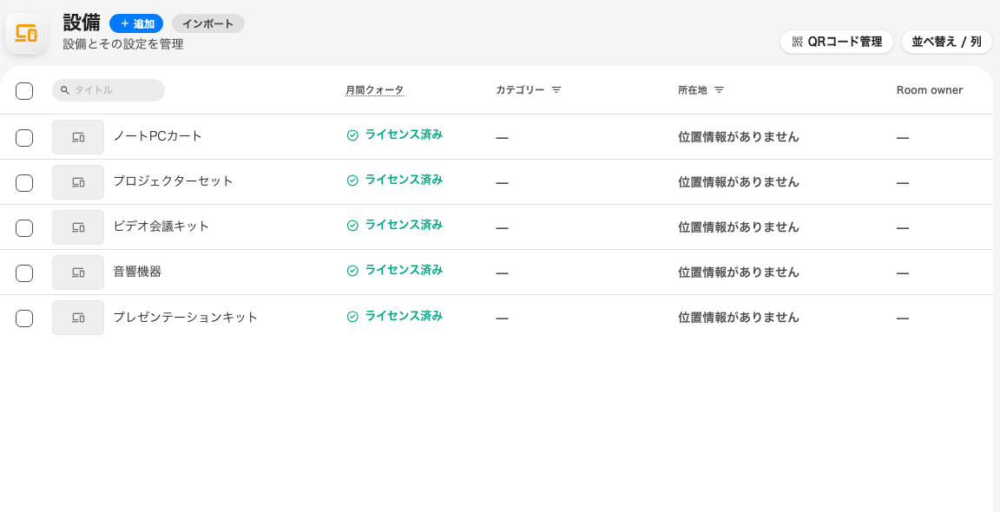 設備
+ 追加
インポート
設備とその設定を管理
QRコード管理
並べ替え / 列
タイトル
月間クォータ
カテゴリー
所在地
Room owner
ノートPCカート
ライセンス済み
—
位置情報がありません
—
プロジェクターセット
ライセンス済み
—
位置情報がありません
—
ビデオ会議キット
ライセンス済み
—
位置情報がありません
—
音響機器
ライセンス済み
—
位置情報がありません
—
プレゼンテーションキット
ライセンス済み
—
位置情報がありません
—